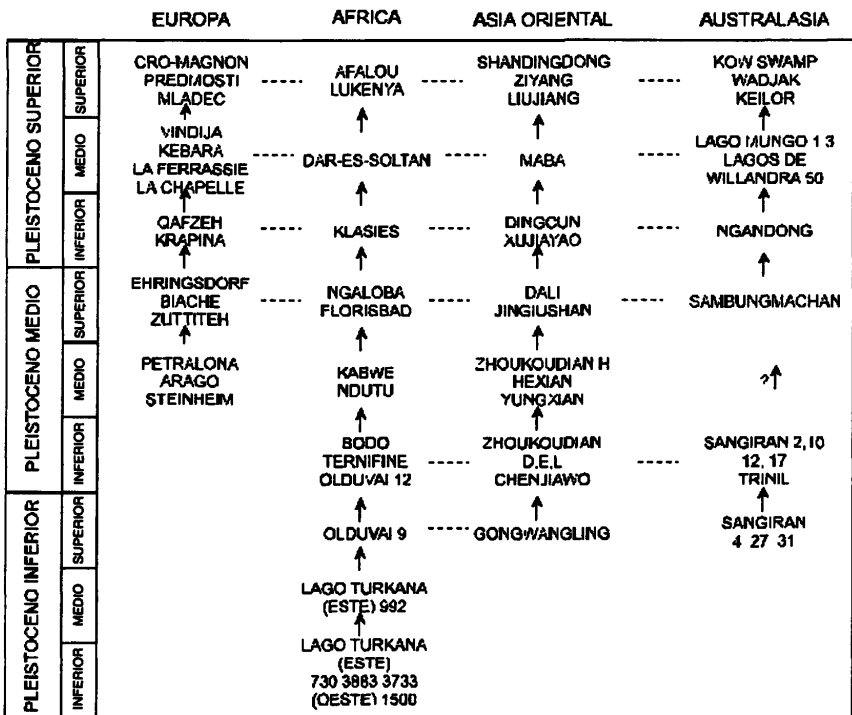 EUROPA AFRICA ASIA ORIENTAL AUSTRALASIA
PLEISTOCENO SUPERIOR
SUPERIOR
CRO-MAGNON
PREDMOSTI
MLADEC
AFALOU
LUKENYA
SHANDINGDONG
ZIYANG
LIUJIANG
KOW SWAMP
WADJAK
KEILOR
MEDIO
VINDIJA
KEBARA
LA FERRASSIE
LA CHAPELLE
DAR-ES-SOLTAN
MABA
LAGO MUNGO 1 3
LAGOS DE
WILLANDRA 50
INFERIOR
QAFZEH
KRAPINA
KLASIES
DINGCUN
XUJIAYAO
NGANDONG
PLEISTOCENO MEDIO
SUPERIOR
EHRINGSDORF
BIACHE
ZUTTITEH
NGALOBA
FLORISBAD
DALI
JINGIUSHAN
SAMBUNGMACHAN
MEDIO
PETRALONA
ARAGO
STEINHEIM
KABWE
NDUTU
ZHOUKOUDIAN H
HEXIAN
YUNGXIAN
?
INFERIOR
BODO
TERNIFINE
OLDUVAI 12
ZHOUKOUDIAN
D.E.L
CHENJIAWO
SANGIRAN 2, 10
12, 17
TRINIL
PLEISTOCENO INFERIOR
SUPERIOR
OLDUVAI 9
GONGWANGLING
SANGIRAN
4 27 31
MEDIO
LAGO TURKANA
(ESTE) 992
INFERIOR
LAGO TURKANA
(ESTE)
730 3883 3733
(OESTE) 1500